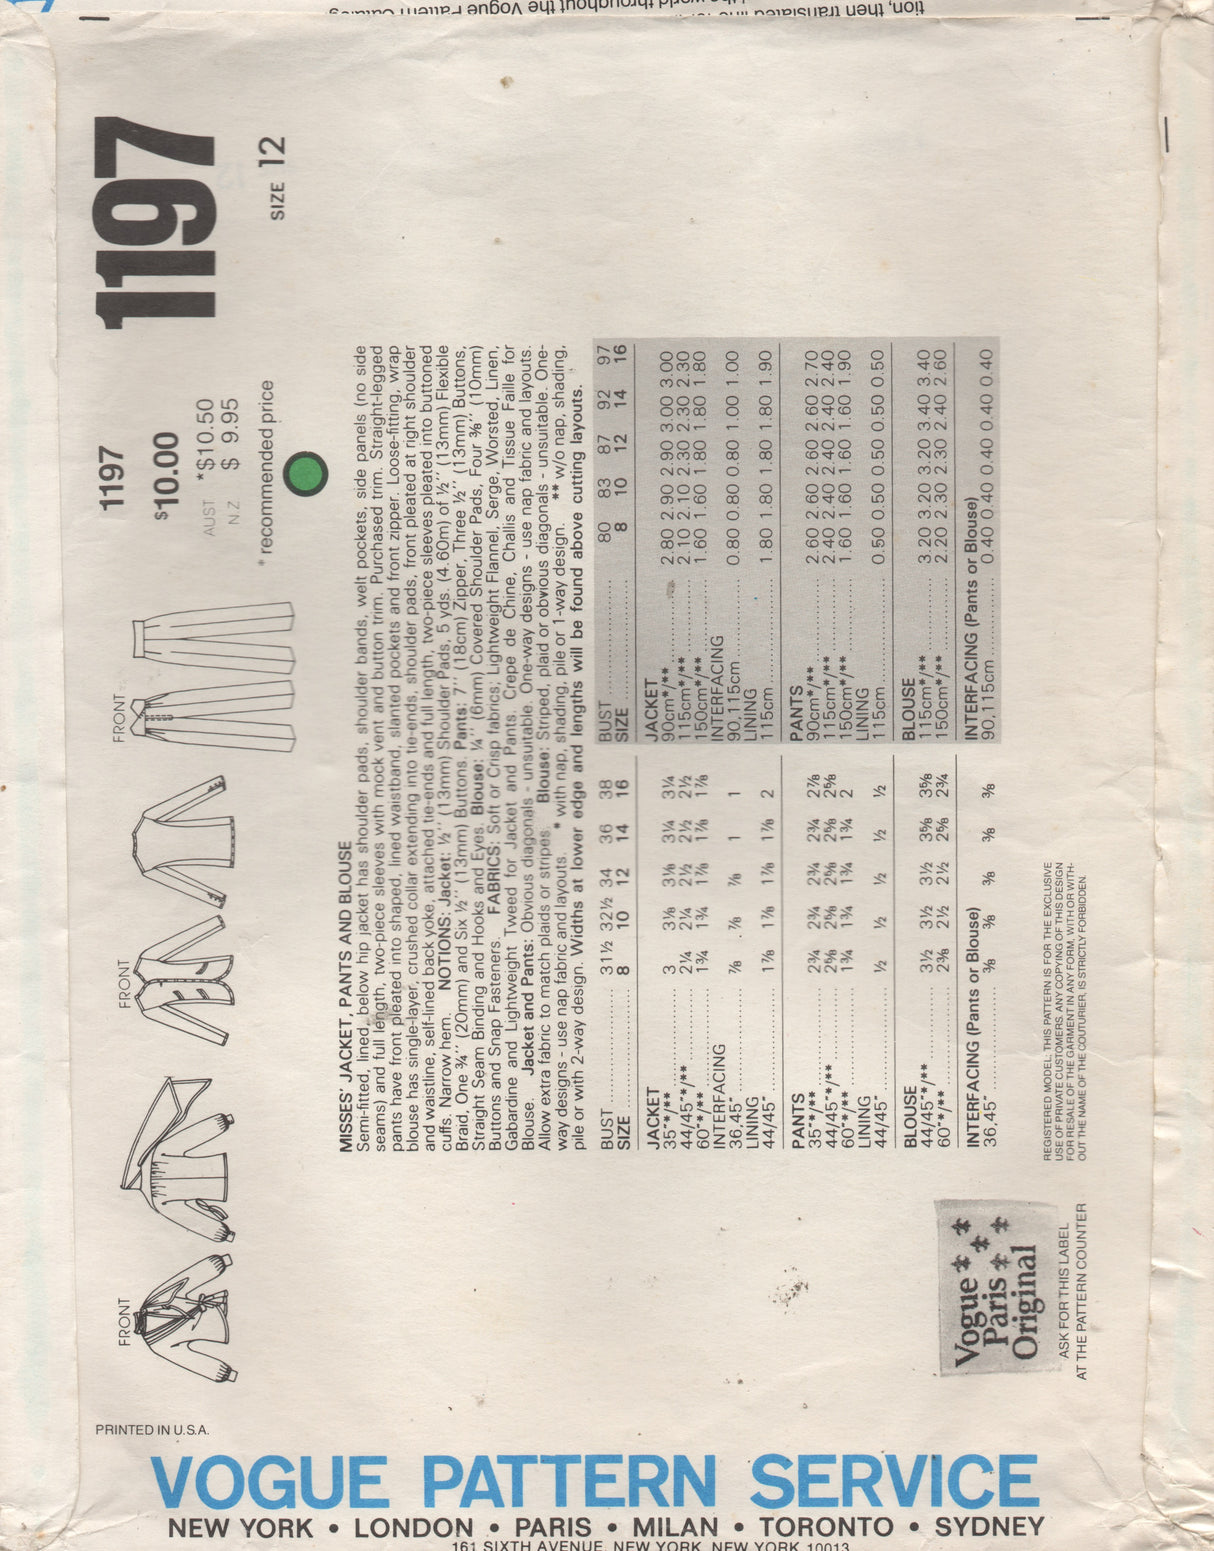 1197
1197
$10.00
AUST *$10.50
N.Z. $ 9.95
*recommended price
SIZE 12
FRONT
FRONT
FRONT
MISSES' JACKET, PANTS AND BLOUSE
Semi-fitted, lined, below hip jacket has shoulder pads, shoulder bands, welt pockets, side panels (no side
seams) and full length, two-piece sleeves with mock vent and button trim. Purchased trim. Straight-legged
pants have front pleated into shaped, lined waistband, slanted pockets and front zipper. Loose-fitting, wrap
blouse has single-layer, crushed collar extending into tie-ends, shoulder pads, front pleated at right shoulder
and waistline, self-lined back yoke, attached tie-ends and full length, two-piece sleeves pleated into buttoned
cuffs. Narrow hem. NOTIONS: Jacket: ½'' (13mm) Shoulder Pads, 5 yds. (4.60m) of ½'' (13mm) Flexible
Braid, One ¾'' (20mm) and Six ½'' (13mm) Buttons. Pants: 7'' (18cm) Zipper, Three ½'' (13mm) Buttons,
Straight Seam Binding and Hooks and Eyes. Blouse: ¼'' (6mm) Covered Shoulder Pads, Four ⅜'' (10mm)
Buttons and Snap Fasteners. FABRICS: Soft or Crisp fabrics; Lightweight Flannel, Serge, Worsted, Linen,
Gabardine and Lightweight Tweed for Jacket and Pants. Crepe de Chine, Challis and Tissue Faille for
Blouse. Jacket and Pants: Obvious diagonals - unsuitable. One-way designs - use nap fabric and layouts.
Allow extra fabric to match plaids or stripes. Blouse: Striped, plaid or obvious diagonals - unsuitable. One-
way designs - use nap fabric and layouts. * with nap, shading, pile or 1-way design. ** w/o nap, shading,
pile or with 2-way design. Widths at lower edge and lengths will be found above cutting layouts.
BUST 31½ 32½ 34 36 38
SIZE 8 10 12 14 16
JACKET
35"*/** 3 3⅛ 3⅛ 3¼ 3¼
44/45"*/** 2¼ 2¼ 2½ 2½ 2½
60"*/** 1¾ 1¾ 1⅞ 1⅞ 1⅞
INTERFACING
36,45" ⅞ ⅞ ⅞ 1 1
LINING
44/45" 1⅞ 1⅞ 1⅞ 1⅞ 2
PANTS
35"*/** 2¾ 2¾ 2¾ 2¾ 2⅞
44/45"*/** 2⅝ 2⅝ 2⅝ 2⅝ 2⅝
60"*/** 1¾ 1¾ 1¾ 1¾ 2
LINING
44/45" ½ ½ ½ ½ ½
BLOUSE
44/45"*/** 3½ 3½ 3½ 3⅝ 3⅝
60"*/** 2⅜ 2½ 2½ 2⅝ 2¾
INTERFACING (Pants or Blouse)
36,45" ⅜ ⅜ ⅜ ⅜ ⅜
BUST 80 83 87 92 97
SIZE 8 10 12 14 16
JACKET
90cm*/** 2.80 2.90 2.90 3.00 3.00
115cm*/** 2.10 2.10 2.30 2.30 2.30
150cm*/** 1.60 1.60 1.80 1.80 1.80
INTERFACING
90,115cm 0.80 0.80 0.80 1.00 1.00
LINING
115cm 1.80 1.80 1.80 1.80 1.90
PANTS
90cm*/** 2.60 2.60 2.60 2.60 2.70
115cm*/** 2.40 2.40 2.40 2.40 2.40
150cm*/** 1.60 1.60 1.60 1.60 1.90
LINING
115cm 0.50 0.50 0.50 0.50 0.50
BLOUSE
115cm*/** 3.20 3.20 3.20 3.40 3.40
150cm*/** 2.20 2.30 2.30 2.40 2.60
INTERFACING (Pants or Blouse)
90,115cm 0.40 0.40 0.40 0.40 0.40
REGISTERED MODEL; THIS PATTERN IS FOR THE EXCLUSIVE
USE OF PRIVATE CUSTOMERS. ANY COPYING OF THIS DESIGN
FOR RESALE OF THE GARMENT IN ANY FORM, WITH OR WITH-
OUT THE NAME OF THE COUTURIER, IS STRICTLY FORBIDDEN.
Vogue
Paris
Original
ASK FOR THIS LABEL
AT THE PATTERN COUNTER
PRINTED IN U.S.A.
VOGUE PATTERN SERVICE
NEW YORK • LONDON • PARIS • MILAN • TORONTO • SYDNEY
161 SIXTH AVENUE, NEW YORK, NEW YORK 10013
tion, then translated
throughout the Vogue Pattern